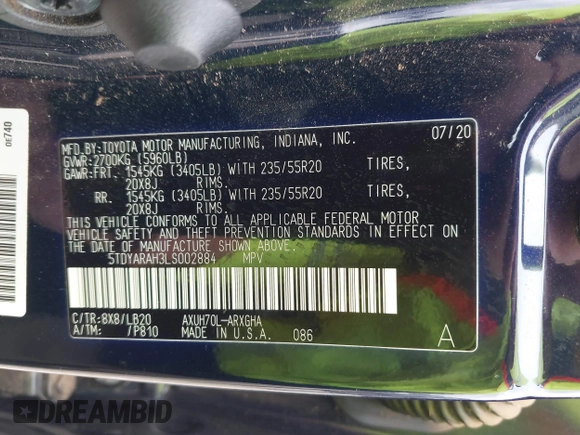 MFD.BY:TOYOTA MOTOR MANUFACTURING, INDIANA, INC. 07/20
GVWR:2700KG (5960LB)
GAWR:FRT. 1545KG (3405LB) WITH 235/55R20 TIRES,
20X8J RIMS.
RR. 1545KG (3405LB) WITH 235/55R20 TIRES,
20X8J RIMS.
THIS VEHICLE CONFORMS TO ALL APPLICABLE FEDERAL MOTOR
VEHICLE SAFETY AND THEFT PREVENTION STANDARDS IN EFFECT ON
THE DATE OF MANUFACTURE SHOWN ABOVE.
5TDYARAH3LS002884 MPV
C/TR:8X8/LB20 AXUH70L-ARXGHA
A/TM: /P810 MADE IN U.S.A. 086 A
DREAMBID